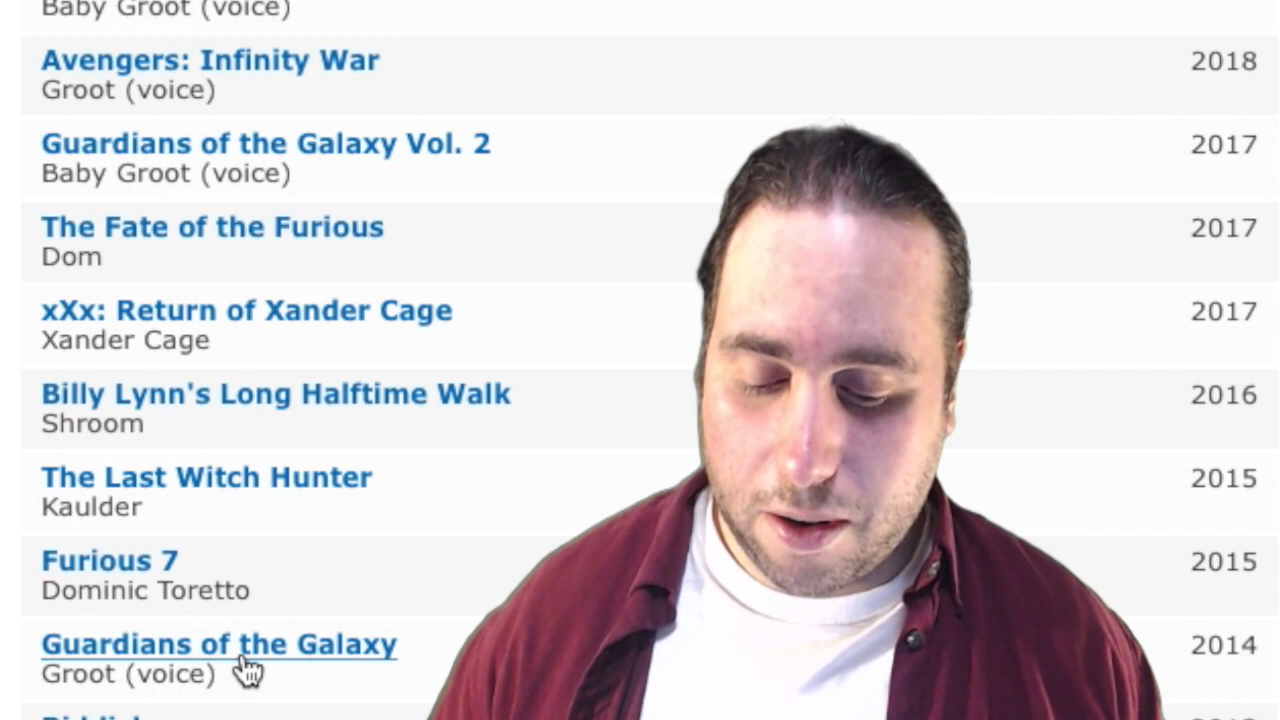 Baby Groot (voice)
Avengers: Infinity War 2018
Groot (voice)
Guardians of the Galaxy Vol. 2 2017
Baby Groot (voice)
The Fate of the Furious 2017
Dom
xXx: Return of Xander Cage 2017
Xander Cage
Billy Lynn's Long Halftime Walk 2016
Shroom
The Last Witch Hunter 2015
Kaulder
Furious 7 2015
Dominic Toretto
Guardians of the Galaxy 2014
Groot (voice)